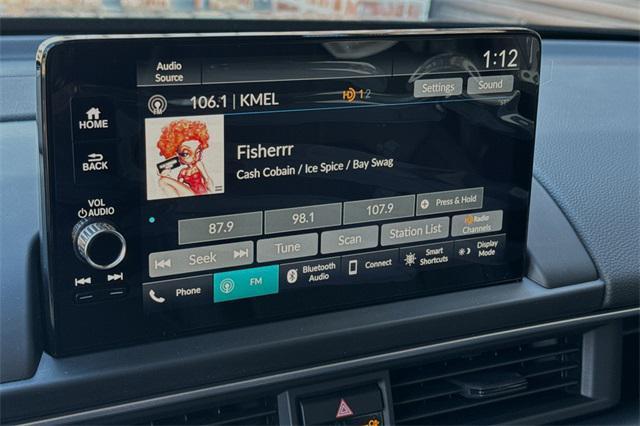 Audio
Source
1:12
106.1 | KMEL
HD 1 2
Settings
Sound
HOME
BACK
VOL
AUDIO
Fisherrr
Cash Cobain / Ice Spice / Bay Swag
87.9
98.1
107.9
Press & Hold
Seek
Tune
Scan
Station List
HD Radio
Channels
Phone
FM
Bluetooth
Audio
Connect
Smart
Shortcuts
Display
Mode